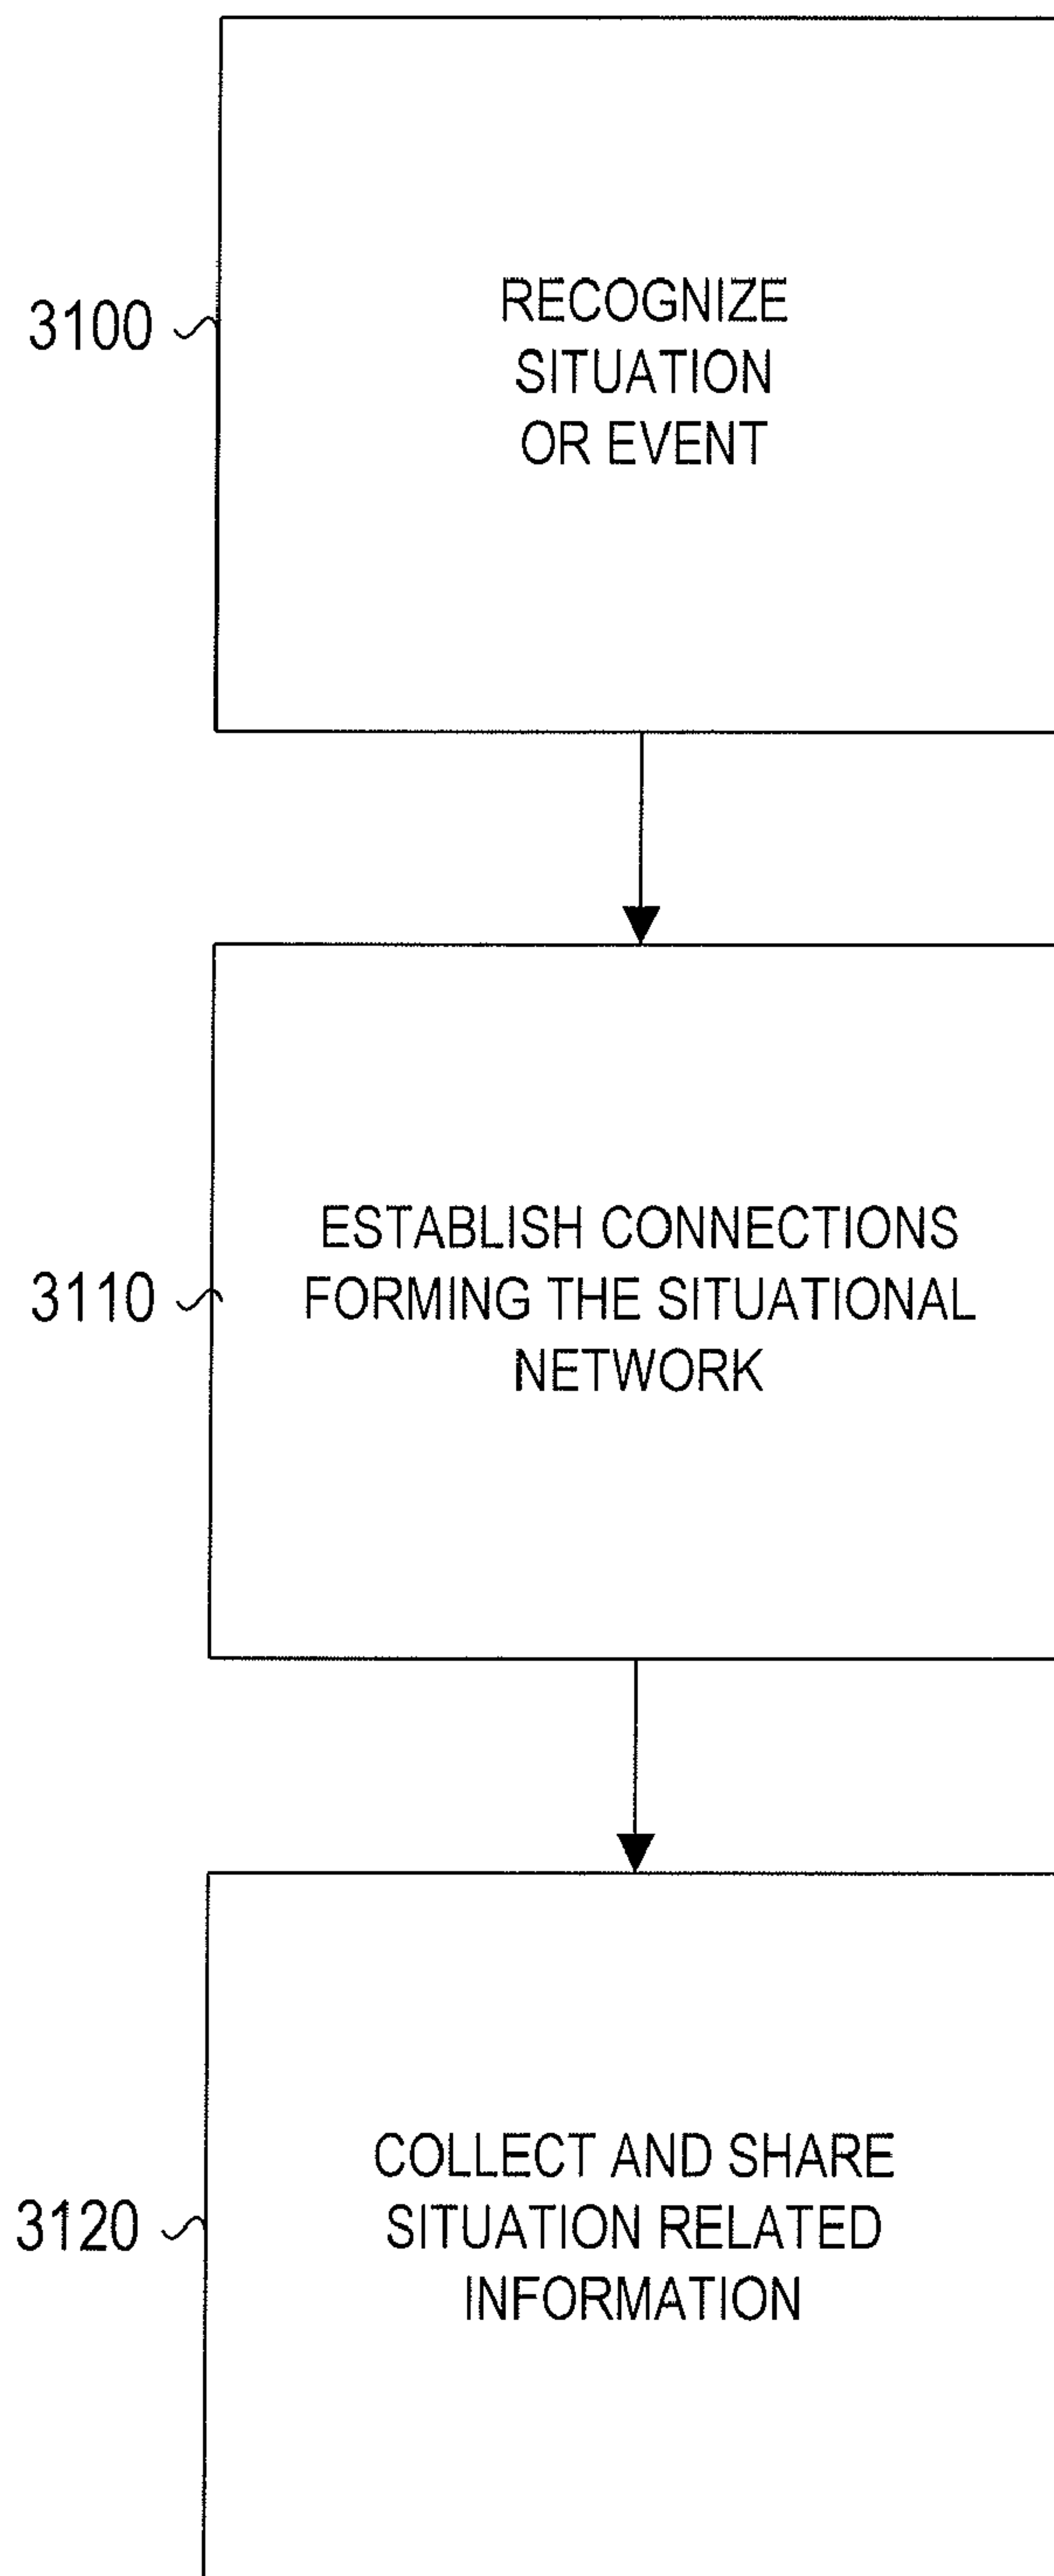 3100
RECOGNIZE
SITUATION
OR EVENT
3110
ESTABLISH CONNECTIONS
FORMING THE SITUATIONAL
NETWORK
3120
COLLECT AND SHARE
SITUATION RELATED
INFORMATION